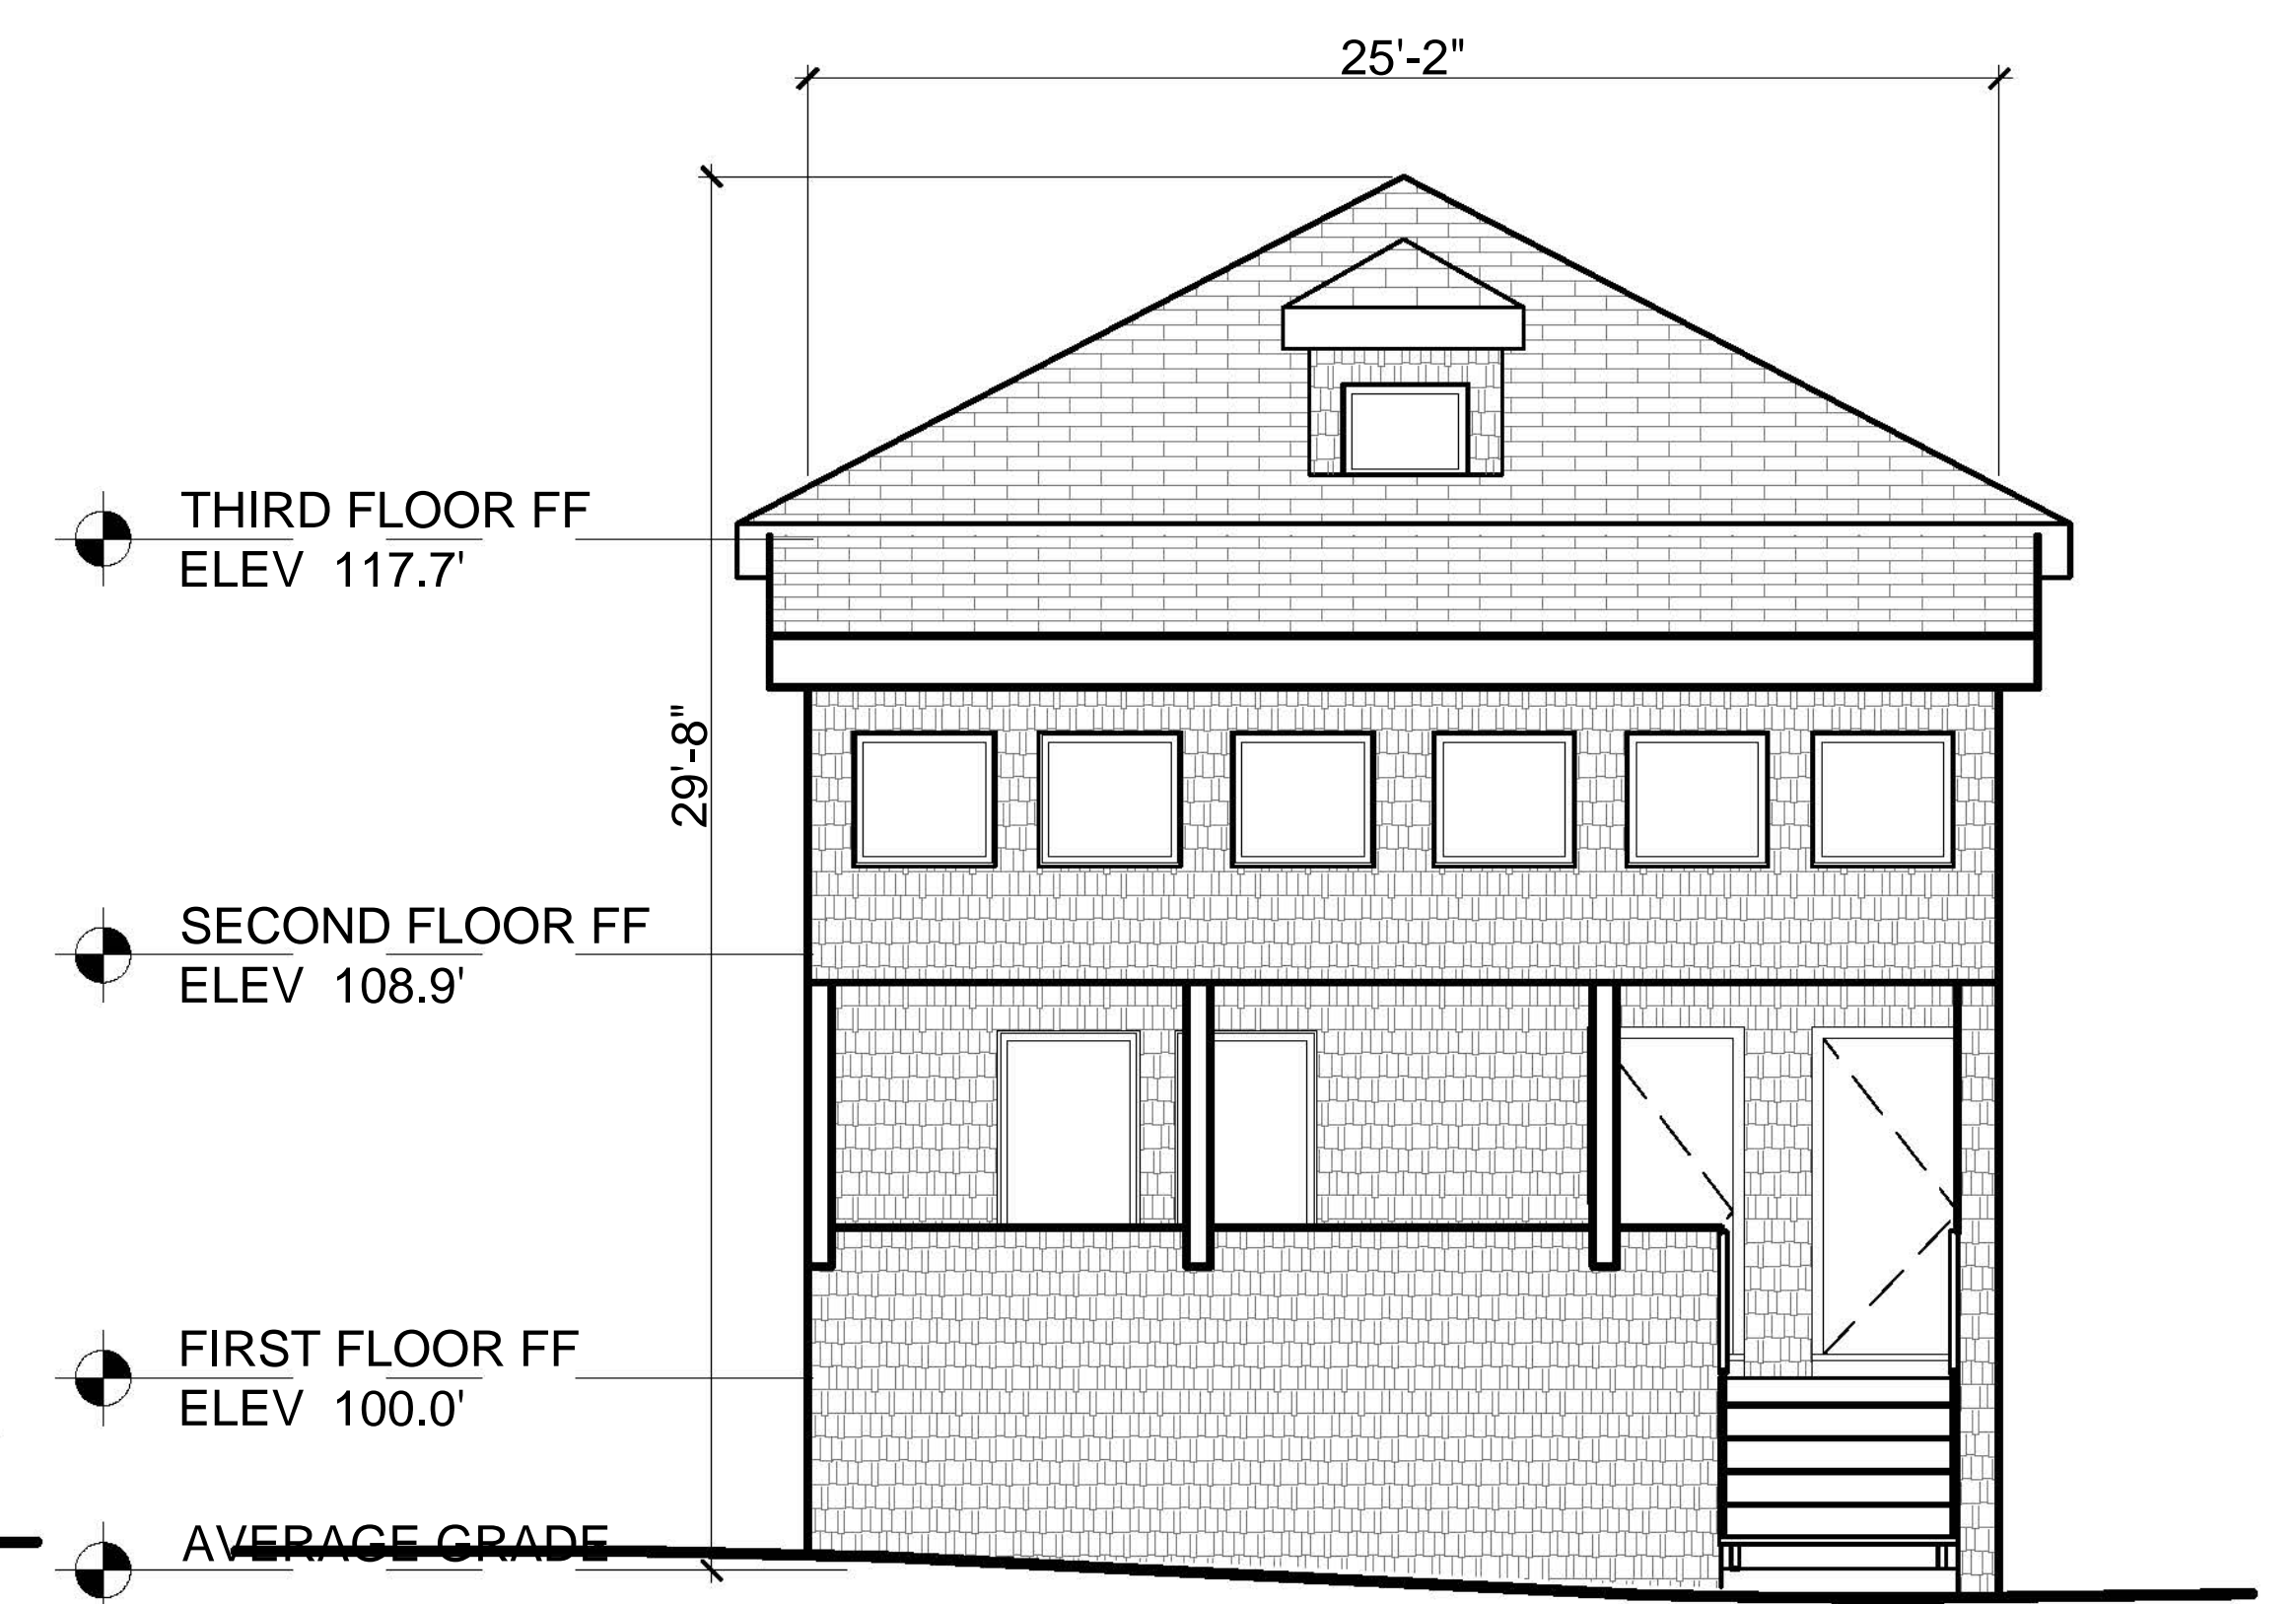 25'-2"
THIRD FLOOR FF
ELEV 117.7'
29'-8"
SECOND FLOOR FF
ELEV 108.9'
FIRST FLOOR FF
ELEV 100.0'
AVERAGE GRADE